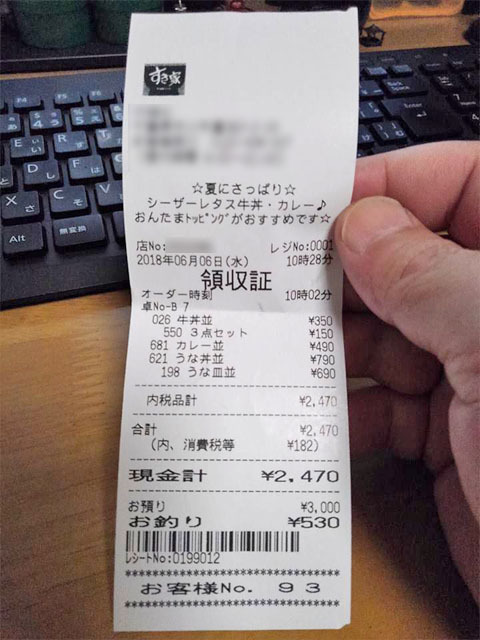 すき家
☆夏にさっぱり☆
シーザーレタス牛丼・カレー♪
おんたまトッピングがおすすめです☆
店No: レジNo:0001
2018年06月06日(水) 10時28分
領収証
オーダー時刻 10時02分
卓No-B 7
026 牛丼並 ¥350
550 3点セット ¥150
681 カレー並 ¥490
621 うな丼並 ¥790
198 うな皿並 ¥690
内税品計 ¥2,470
合計 ¥2,470
(内、消費税等 ¥182)
現金計 ¥2,470
お預り ¥3,000
お釣り ¥530
レシートNo:0199012
お客様No. 93
F4
Alt
無変換
Z
X
S
D